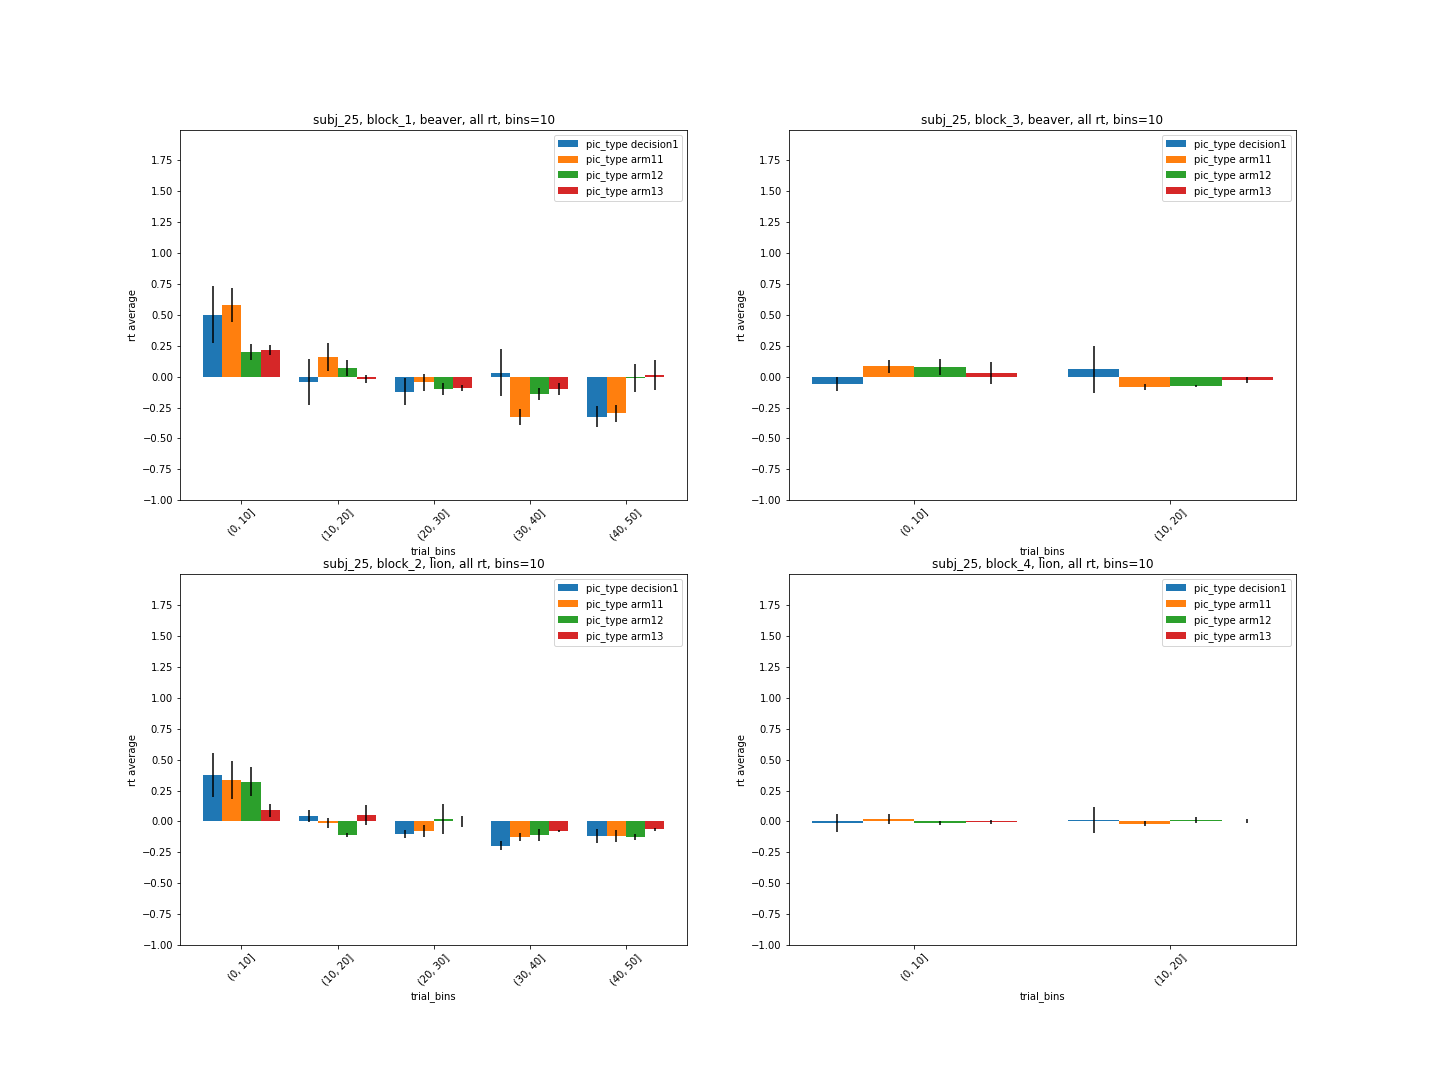 subj_25, block_1, beaver, all rt, bins=10
pic_type decision1
pic_type arm11
pic_type arm12
pic_type arm13
1.75
1.50
1.25
1.00
0.75
0.50
0.25
0.00
−0.25
−0.50
−0.75
−1.00
rt average
(0, 10]
(10, 20]
(20, 30]
(30, 40]
(40, 50]
trial_bins
subj_25, block_3, beaver, all rt, bins=10
pic_type decision1
pic_type arm11
pic_type arm12
pic_type arm13
1.75
1.50
1.25
1.00
0.75
0.50
0.25
0.00
−0.25
−0.50
−0.75
−1.00
rt average
(0, 10]
(10, 20]
trial_bins
subj_25, block_2, lion, all rt, bins=10
pic_type decision1
pic_type arm11
pic_type arm12
pic_type arm13
1.75
1.50
1.25
1.00
0.75
0.50
0.25
0.00
−0.25
−0.50
−0.75
−1.00
rt average
(0, 10]
(10, 20]
(20, 30]
(30, 40]
(40, 50]
trial_bins
subj_25, block_4, lion, all rt, bins=10
pic_type decision1
pic_type arm11
pic_type arm12
pic_type arm13
1.75
1.50
1.25
1.00
0.75
0.50
0.25
0.00
−0.25
−0.50
−0.75
−1.00
rt average
(0, 10]
(10, 20]
trial_bins